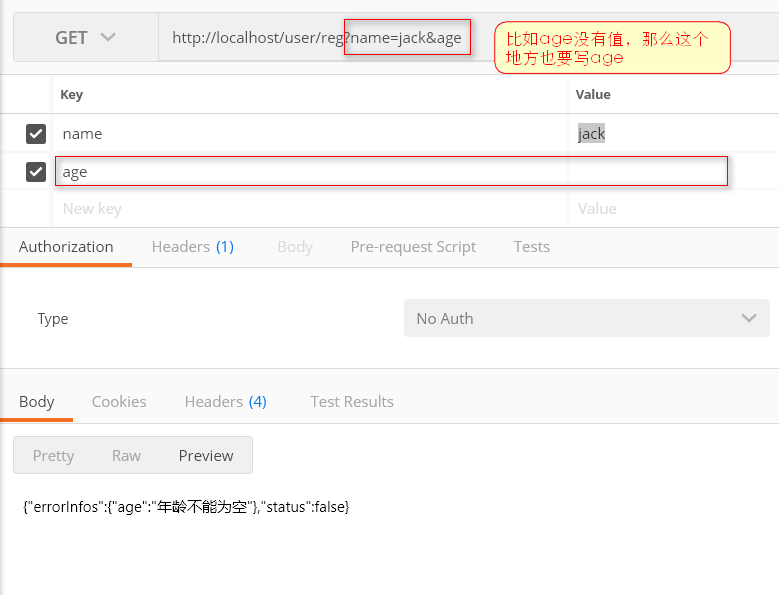 GET
http://localhost/user/reg?name=jack&age
比如age没有值，那么这个
地方也要写age
Key Value
name jack
age
New key Value
Authorization Headers (1) Body Pre-request Script Tests
Type No Auth
Body Cookies Headers (4) Test Results
Pretty Raw Preview
{"errorInfos":{"age":"年龄不能为空"},"status":false}